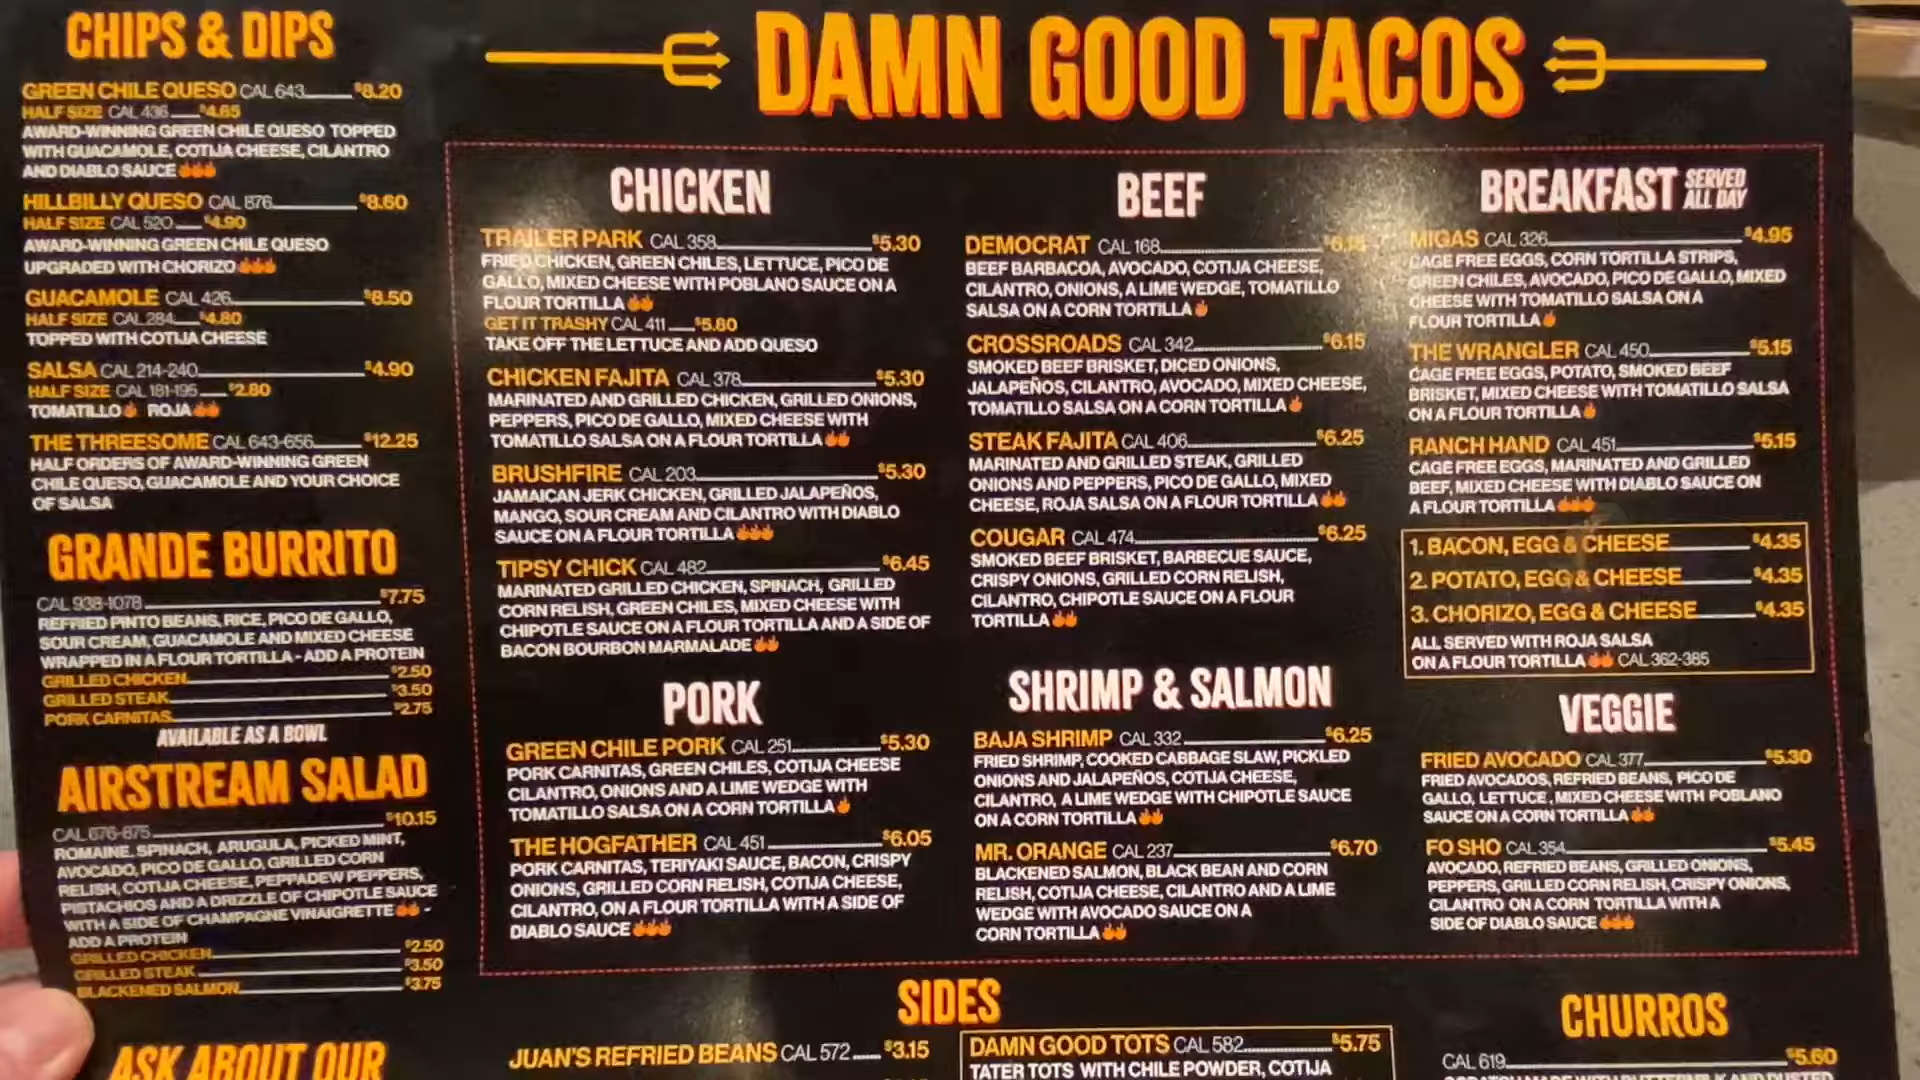 CHIPS & DIPS
GREEN CHILE QUESO CAL 643 $8.20
HALF SIZE CAL 436 $4.65
AWARD-WINNING GREEN CHILE QUESO TOPPED
WITH GUACAMOLE, COTIJA CHEESE, CILANTRO
AND DIABLO SAUCE
HILLBILLY QUESO CAL 876 $8.60
HALF SIZE CAL 520 $4.90
AWARD-WINNING GREEN CHILE QUESO
UPGRADED WITH CHORIZO
GUACAMOLE CAL 426 $8.50
HALF SIZE CAL 284 $4.80
TOPPED WITH COTIJA CHEESE
SALSA CAL 214-240 $4.90
HALF SIZE CAL 181-195 $2.80
TOMATILLO ROJA
THE THREESOME CAL 643-656 $12.25
HALF ORDERS OF AWARD-WINNING GREEN
CHILE QUESO, GUACAMOLE AND YOUR CHOICE
OF SALSA
GRANDE BURRITO
CAL 938-1078 $7.75
REFRIED PINTO BEANS, RICE, PICO DE GALLO,
SOUR CREAM, GUACAMOLE AND MIXED CHEESE
WRAPPED IN A FLOUR TORTILLA - ADD A PROTEIN
GRILLED CHICKEN $2.50
GRILLED STEAK $3.50
PORK CARNITAS $2.75
AVAILABLE AS A BOWL
AIRSTREAM SALAD
CAL 676-875 $10.15
ROMAINE, SPINACH, ARUGULA, PICKED MINT,
AVOCADO, PICO DE GALLO, GRILLED CORN
RELISH, COTIJA CHEESE, PEPPADEW PEPPERS,
PISTACHIOS AND A DRIZZLE OF CHIPOTLE SAUCE
WITH A SIDE OF CHAMPAGNE VINAIGRETTE -
ADD A PROTEIN
GRILLED CHICKEN $2.50
GRILLED STEAK $3.50
BLACKENED SALMON $3.75
ASK ABOUT OUR
DAMN GOOD TACOS
CHICKEN
TRAILER PARK CAL 358 $5.30
FRIED CHICKEN, GREEN CHILES, LETTUCE, PICO DE
GALLO, MIXED CHEESE WITH POBLANO SAUCE ON A
FLOUR TORTILLA
GET IT TRASHY CAL 411 $5.80
TAKE OFF THE LETTUCE AND ADD QUESO
CHICKEN FAJITA CAL 378 $5.30
MARINATED AND GRILLED CHICKEN, GRILLED ONIONS,
PEPPERS, PICO DE GALLO, MIXED CHEESE WITH
TOMATILLO SALSA ON A FLOUR TORTILLA
BRUSHFIRE CAL 203 $5.30
JAMAICAN JERK CHICKEN, GRILLED JALAPEÑOS,
MANGO, SOUR CREAM AND CILANTRO WITH DIABLO
SAUCE ON A FLOUR TORTILLA
TIPSY CHICK CAL 482 $6.45
MARINATED GRILLED CHICKEN, SPINACH, GRILLED
CORN RELISH, GREEN CHILES, MIXED CHEESE WITH
CHIPOTLE SAUCE ON A FLOUR TORTILLA AND A SIDE OF
BACON BOURBON MARMALADE
PORK
GREEN CHILE PORK CAL 251 $5.30
PORK CARNITAS, GREEN CHILES, COTIJA CHEESE
CILANTRO, ONIONS AND A LIME WEDGE WITH
TOMATILLO SALSA ON A CORN TORTILLA
THE HOGFATHER CAL 451 $6.05
PORK CARNITAS, TERIYAKI SAUCE, BACON, CRISPY
ONIONS, GRILLED CORN RELISH, COTIJA CHEESE,
CILANTRO, ON A FLOUR TORTILLA WITH A SIDE OF
DIABLO SAUCE
BEEF
DEMOCRAT CAL 168
BEEF BARBACOA, AVOCADO, COTIJA CHEESE,
CILANTRO, ONIONS, A LIME WEDGE, TOMATILLO
SALSA ON A CORN TORTILLA
CROSSROADS CAL 342 $6.15
SMOKED BEEF BRISKET, DICED ONIONS,
JALAPEÑOS, CILANTRO, AVOCADO, MIXED CHEESE,
TOMATILLO SALSA ON A CORN TORTILLA
STEAK FAJITA CAL 406 $6.25
MARINATED AND GRILLED STEAK, GRILLED
ONIONS AND PEPPERS, PICO DE GALLO, MIXED
CHEESE, ROJA SALSA ON A FLOUR TORTILLA
COUGAR CAL 474 $6.25
SMOKED BEEF BRISKET, BARBECUE SAUCE,
CRISPY ONIONS, GRILLED CORN RELISH,
CILANTRO, CHIPOTLE SAUCE ON A FLOUR
TORTILLA
SHRIMP & SALMON
BAJA SHRIMP CAL 332 $6.25
FRIED SHRIMP, COOKED CABBAGE SLAW, PICKLED
ONIONS AND JALAPEÑOS, COTIJA CHEESE,
CILANTRO, A LIME WEDGE WITH CHIPOTLE SAUCE
ON A CORN TORTILLA
MR. ORANGE CAL 237 $6.70
BLACKENED SALMON, BLACK BEAN AND CORN
RELISH, COTIJA CHEESE, CILANTRO AND A LIME
WEDGE WITH AVOCADO SAUCE ON A
CORN TORTILLA
BREAKFAST SERVED
ALL DAY
MIGAS CAL 326 $4.95
CAGE FREE EGGS, CORN TORTILLA STRIPS,
GREEN CHILES, AVOCADO, PICO DE GALLO, MIXED
CHEESE WITH TOMATILLO SALSA ON A
FLOUR TORTILLA
THE WRANGLER CAL 450 $5.15
CAGE FREE EGGS, POTATO, SMOKED BEEF
BRISKET, MIXED CHEESE WITH TOMATILLO SALSA
ON A FLOUR TORTILLA
RANCH HAND CAL 451 $5.15
CAGE FREE EGGS, MARINATED AND GRILLED
BEEF, MIXED CHEESE WITH DIABLO SAUCE ON
A FLOUR TORTILLA
1. BACON, EGG & CHEESE $4.35
2. POTATO, EGG & CHEESE $4.35
3. CHORIZO, EGG & CHEESE $4.35
ALL SERVED WITH ROJA SALSA
ON A FLOUR TORTILLA CAL 362-385
VEGGIE
FRIED AVOCADO CAL 377 $5.30
FRIED AVOCADOS, REFRIED BEANS, PICO DE
GALLO, LETTUCE, MIXED CHEESE WITH POBLANO
SAUCE ON A CORN TORTILLA
FO SHO CAL 354 $5.45
AVOCADO, REFRIED BEANS, GRILLED ONIONS,
PEPPERS, GRILLED CORN RELISH, CRISPY ONIONS,
CILANTRO ON A CORN TORTILLA WITH A
SIDE OF DIABLO SAUCE
SIDES
JUAN'S REFRIED BEANS CAL 572 $3.15
DAMN GOOD TOTS CAL 582 $5.75
TATER TOTS WITH CHILE POWDER, COTIJA
CHURROS
CAL 619 $5.60